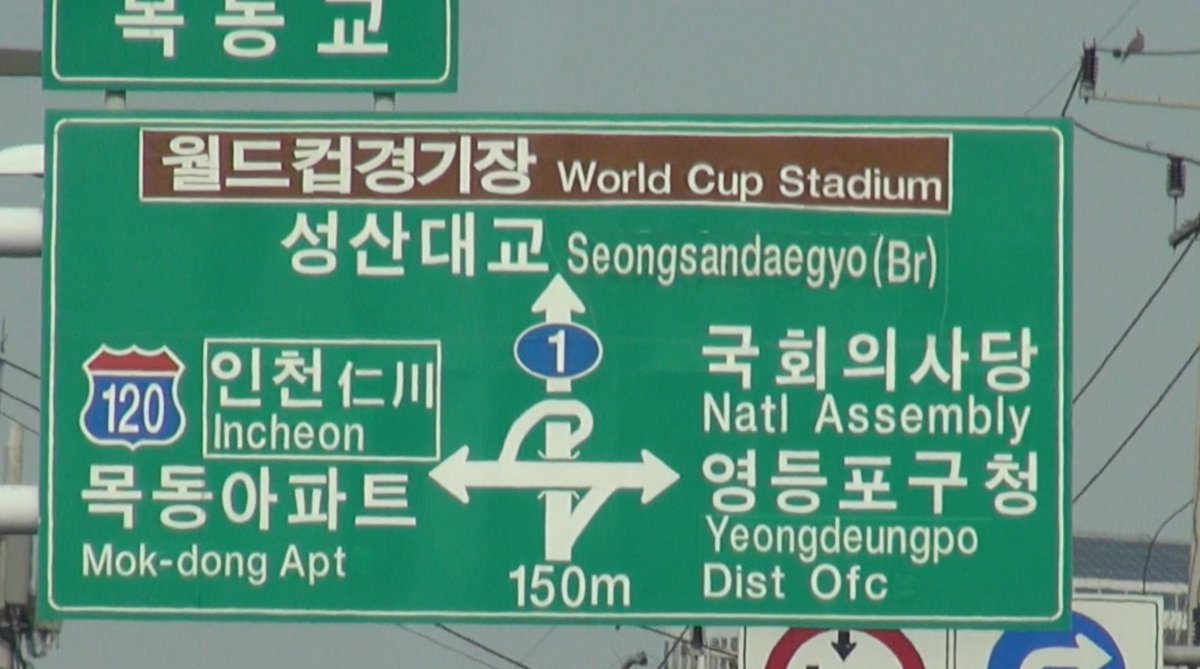 목동교
월드컵경기장 World Cup Stadium
성산대교 Seongsandaegyo(Br)
1
120
인천 仁川
Incheon
목동아파트
Mok-dong Apt
국회의사당
Natl Assembly
영등포구청
Yeongdeungpo
Dist Ofc
150m